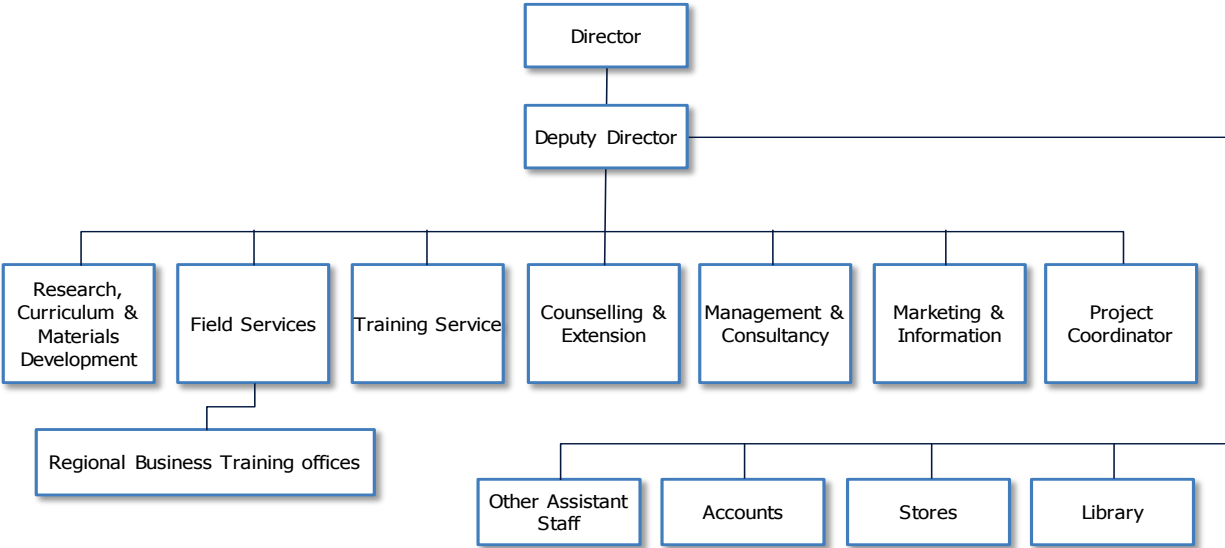 Director
Deputy Director
Research,
Curriculum &
Materials
Development
Field Services
Training Service
Counselling &
Extension
Management &
Consultancy
Marketing &
Information
Project
Coordinator
Regional Business Training offices
Other Assistant
Staff
Accounts
Stores
Library